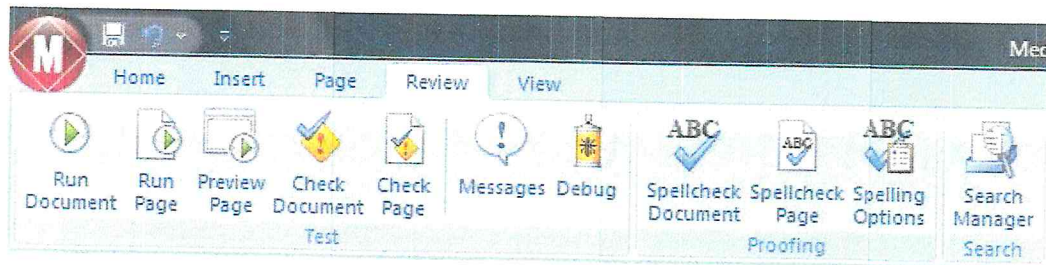 M
Med
Home Insert Page Review View
ABC ABC ABC
Run Document Run Page Preview Page Check Document Check Page Messages Debug Spellcheck Document Spellcheck Page Spelling Options Search Manager
Test Proofing Search